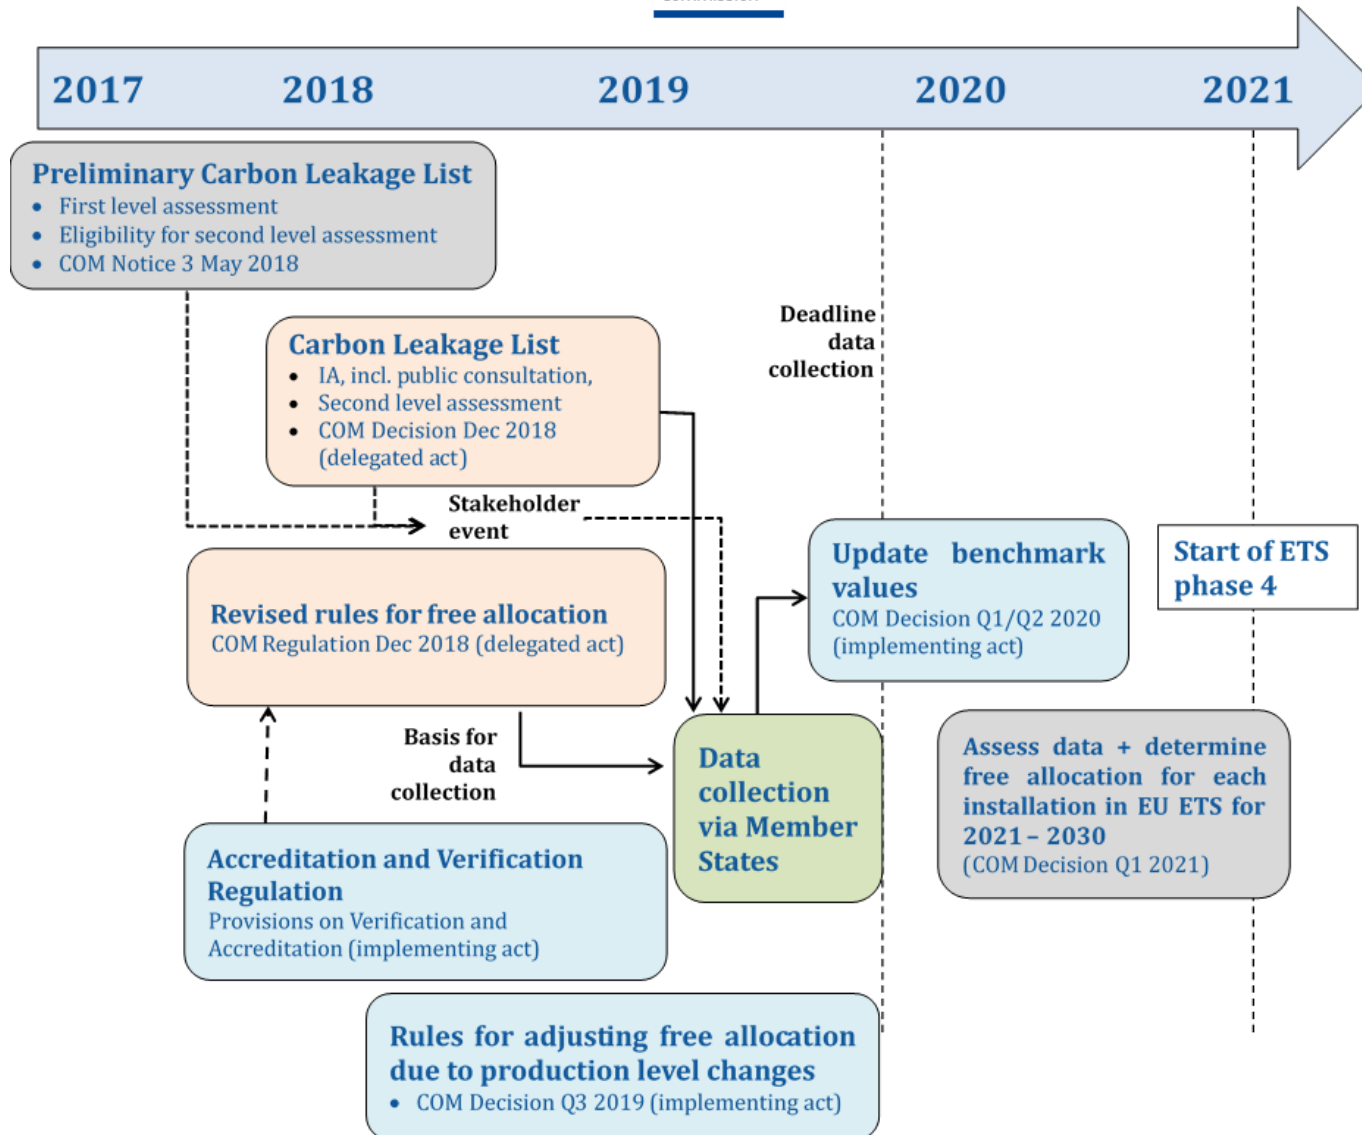 2017 2018 2019 2020 2021
Preliminary Carbon Leakage List
• First level assessment
• Eligibility for second level assessment
• COM Notice 3 May 2018
Carbon Leakage List
• IA, incl. public consultation,
• Second level assessment
• COM Decision Dec 2018
(delegated act)
Deadline
data
collection
Stakeholder
event
Revised rules for free allocation
COM Regulation Dec 2018 (delegated act)
Update benchmark
values
COM Decision Q1/Q2 2020
(implementing act)
Start of ETS
phase 4
Basis for
data
collection
Data
collection
via Member
States
Assess data + determine
free allocation for each
installation in EU ETS for
2021 – 2030
(COM Decision Q1 2021)
Accreditation and Verification
Regulation
Provisions on Verification and
Accreditation (implementing act)
Rules for adjusting free allocation
due to production level changes
• COM Decision Q3 2019 (implementing act)